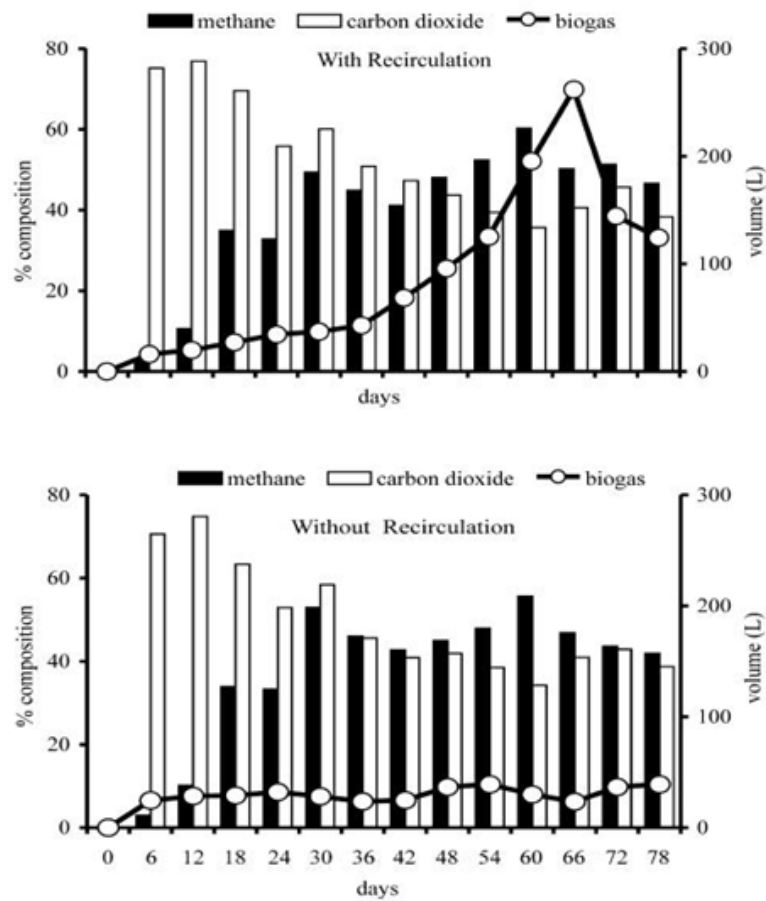 methane carbon dioxide biogas
With Recirculation
80
60
40
20
0
% composition
300
200
100
0
volume (L)
days
methane carbon dioxide biogas
Without Recirculation
80
60
40
20
0
% composition
300
200
100
0
volume (L)
0 6 12 18 24 30 36 42 48 54 60 66 72 78
days